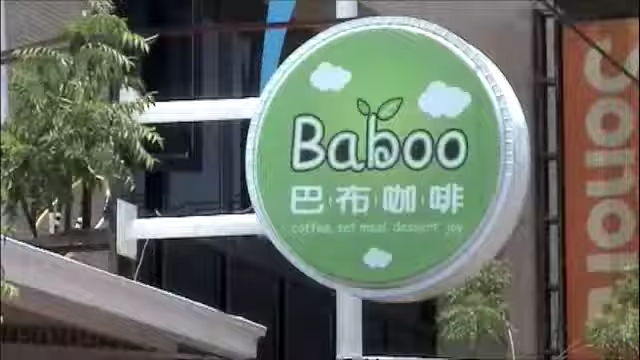 Baboo
巴·布·咖·啡
coffee, set meal, dessert, joy